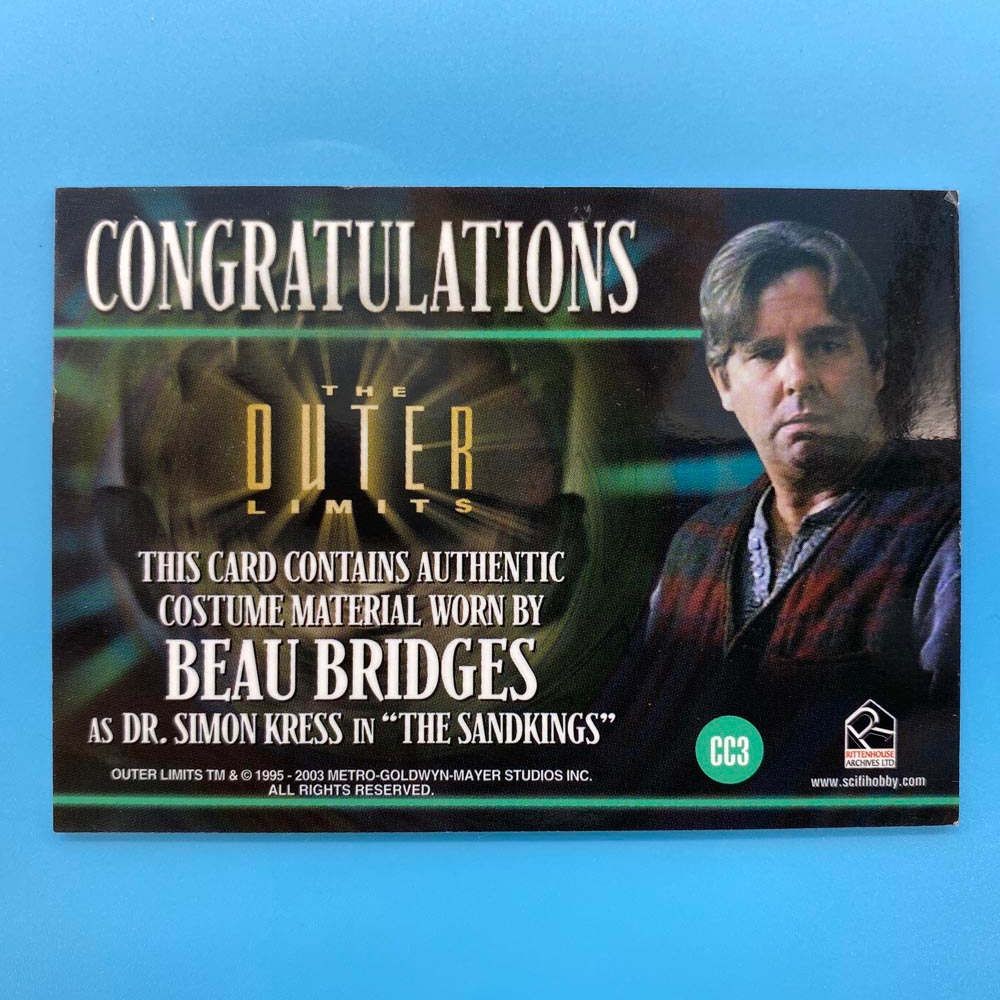 CONGRATULATIONS
THE
OUTER
LIMITS
THIS CARD CONTAINS AUTHENTIC
COSTUME MATERIAL WORN BY
BEAU BRIDGES
AS DR. SIMON KRESS IN “THE SANDKINGS”
OUTER LIMITS TM & © 1995 - 2003 METRO-GOLDWYN-MAYER STUDIOS INC.
ALL RIGHTS RESERVED.
CC3
RITTENHOUSE
ARCHIVES LTD
www.scifihobby.com